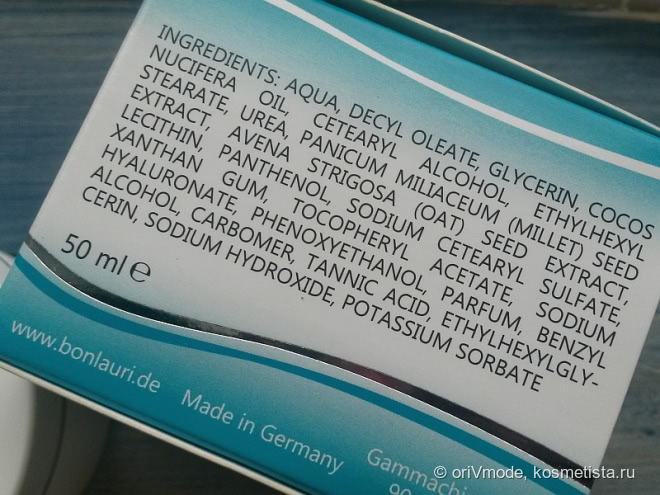 INGREDIENTS: AQUA, DECYL OLEATE, GLYCERIN, COCOS
NUCIFERA OIL, CETEARYL ALCOHOL, ETHYLHEXYL
STEARATE, UREA, PANICUM MILIACEUM (MILLET) SEED
EXTRACT, AVENA STRIGOSA (OAT) SEED EXTRACT,
LECITHIN, PANTHENOL, SODIUM CETEARYL SULFATE,
XANTHAN GUM, TOCOPHERYL ACETATE, SODIUM
HYALURONATE, PHENOXYETHANOL, PARFUM, BENZYL
ALCOHOL, CARBOMER, TANNIC ACID, ETHYLHEXYLGLY-
CERIN, SODIUM HYDROXIDE, POTASSIUM SORBATE
50 ml ℮
www.bonlauri.de Made in Germany Gammachi
90
© oriVmode, kosmetista.ru